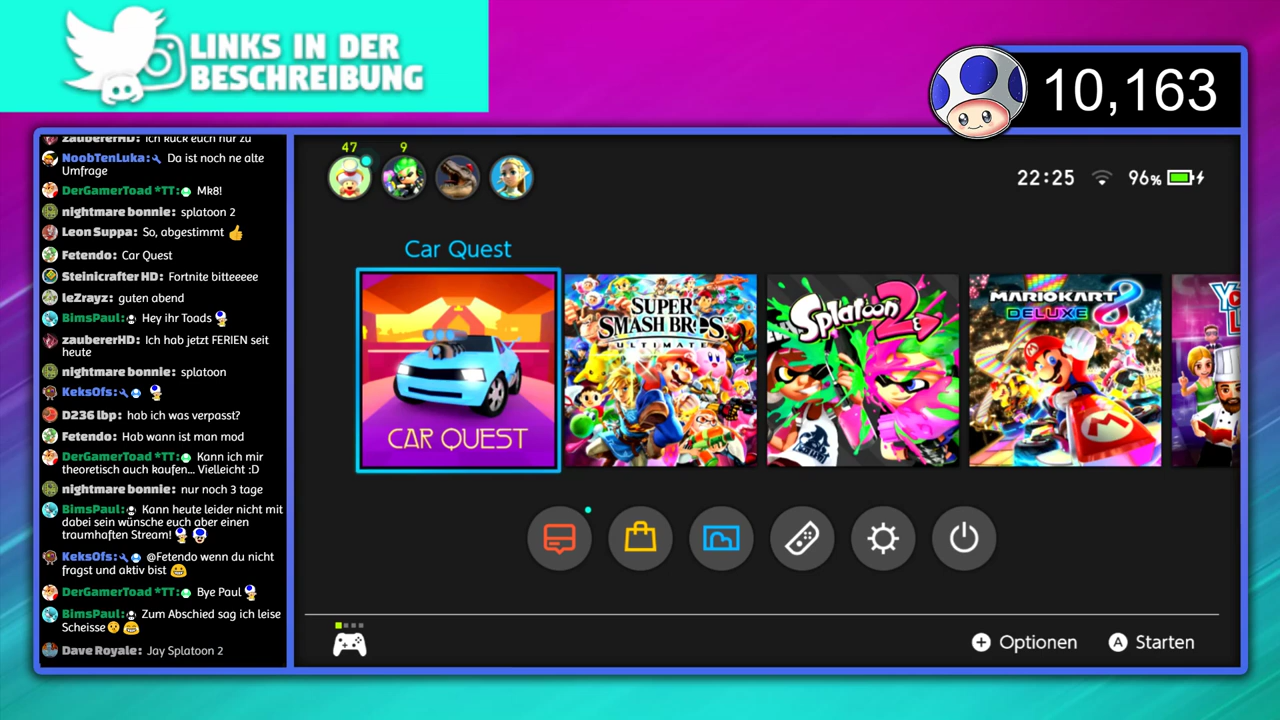 LINKS IN DER
BESCHREIBUNG
10,163
zaubererHD: Ich ruck euch nur zu
NoobTenLuka: Da ist noch ne alte
Umfrage
DerGamerToad *TT: Mk8!
nightmare bonnie: splatoon 2
Leon Suppa: So, abgestimmt 👍
Fetendo: Car Quest
Steinicrafter HD: Fortnite bitteeeee
leZrayz: guten abend
BimsPaul: Hey ihr Toads
zaubererHD: Ich hab jetzt FERIEN seit
heute
nightmare bonnie: splatoon
KeksOfs:
D236 lbp: hab ich was verpasst?
Fetendo: Hab wann ist man mod
DerGamerToad *TT: Kann ich mir
theoretisch auch kaufen... Vielleicht :D
nightmare bonnie: nur noch 3 tage
BimsPaul: Kann heute leider nicht mit
dabei sein wünsche euch aber einen
traumhaften Stream!
KeksOfs: @Fetendo wenn du nicht
fragst und aktiv bist 😁
DerGamerToad *TT: Bye Paul
BimsPaul: Zum Abschied sag ich leise
Scheisse🤫😂
Dave Royale: Jay Splatoon 2
47 9
22:25 96%
Car Quest
CAR QUEST
SUPER
SMASH BROS.
ULTIMATE
Splatoon 2
MARIOKART 8
DELUXE
Optionen
A Starten